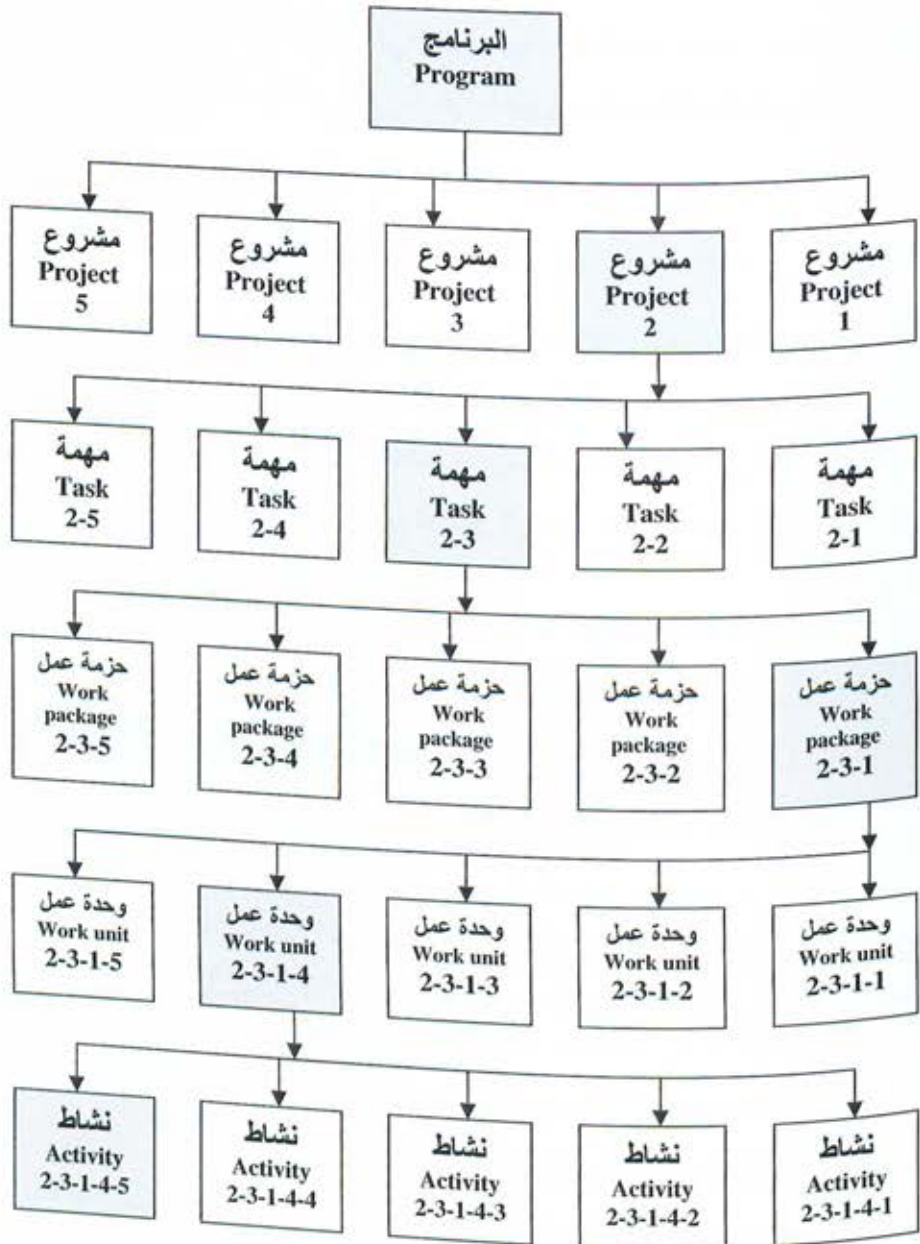 البرنامج
Program
مشروع
Project
1
مشروع
Project
2
مشروع
Project
3
مشروع
Project
4
مشروع
Project
5
مهمة
Task
2-1
مهمة
Task
2-2
مهمة
Task
2-3
مهمة
Task
2-4
مهمة
Task
2-5
حزمة عمل
Work
package
2-3-1
حزمة عمل
Work
package
2-3-2
حزمة عمل
Work
package
2-3-3
حزمة عمل
Work
package
2-3-4
حزمة عمل
Work
package
2-3-5
وحدة عمل
Work unit
2-3-1-1
وحدة عمل
Work unit
2-3-1-2
وحدة عمل
Work unit
2-3-1-3
وحدة عمل
Work unit
2-3-1-4
وحدة عمل
Work unit
2-3-1-5
نشاط
Activity
2-3-1-4-1
نشاط
Activity
2-3-1-4-2
نشاط
Activity
2-3-1-4-3
نشاط
Activity
2-3-1-4-4
نشاط
Activity
2-3-1-4-5